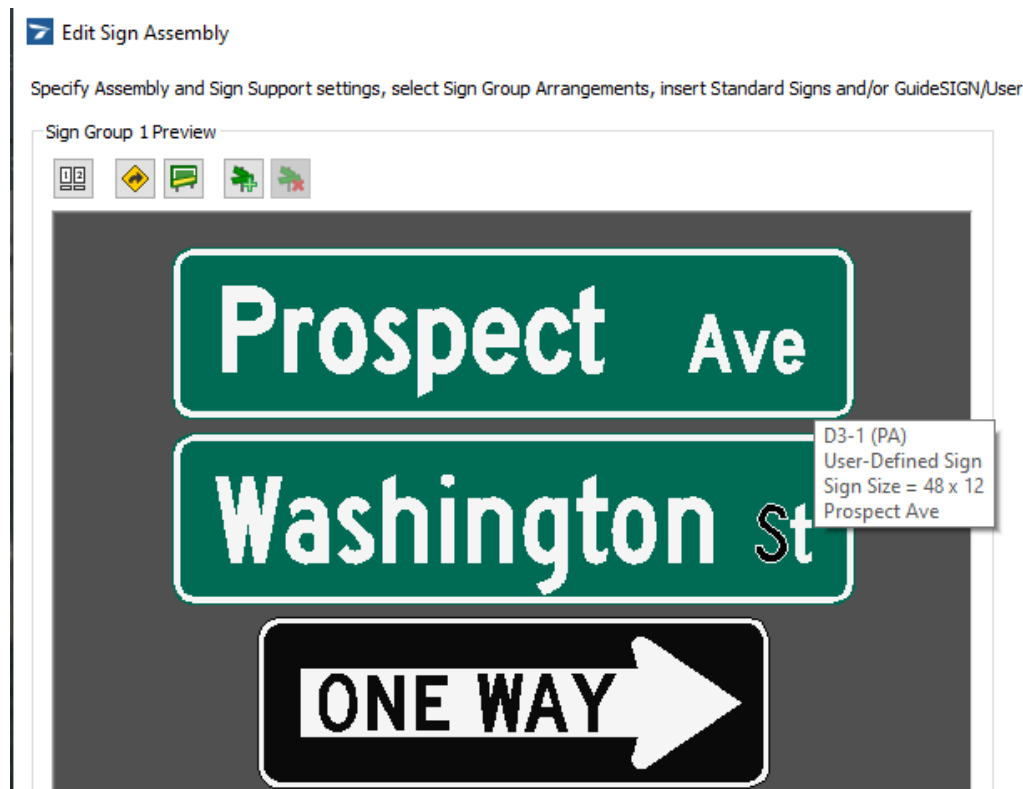 Edit Sign Assembly
Specify Assembly and Sign Support settings, select Sign Group Arrangements, insert Standard Signs and/or GuideSIGN/User
Sign Group 1 Preview
1 2
Prospect Ave
D3-1 (PA)
User-Defined Sign
Sign Size = 48 x 12
Prospect Ave
Washington St
ONE WAY